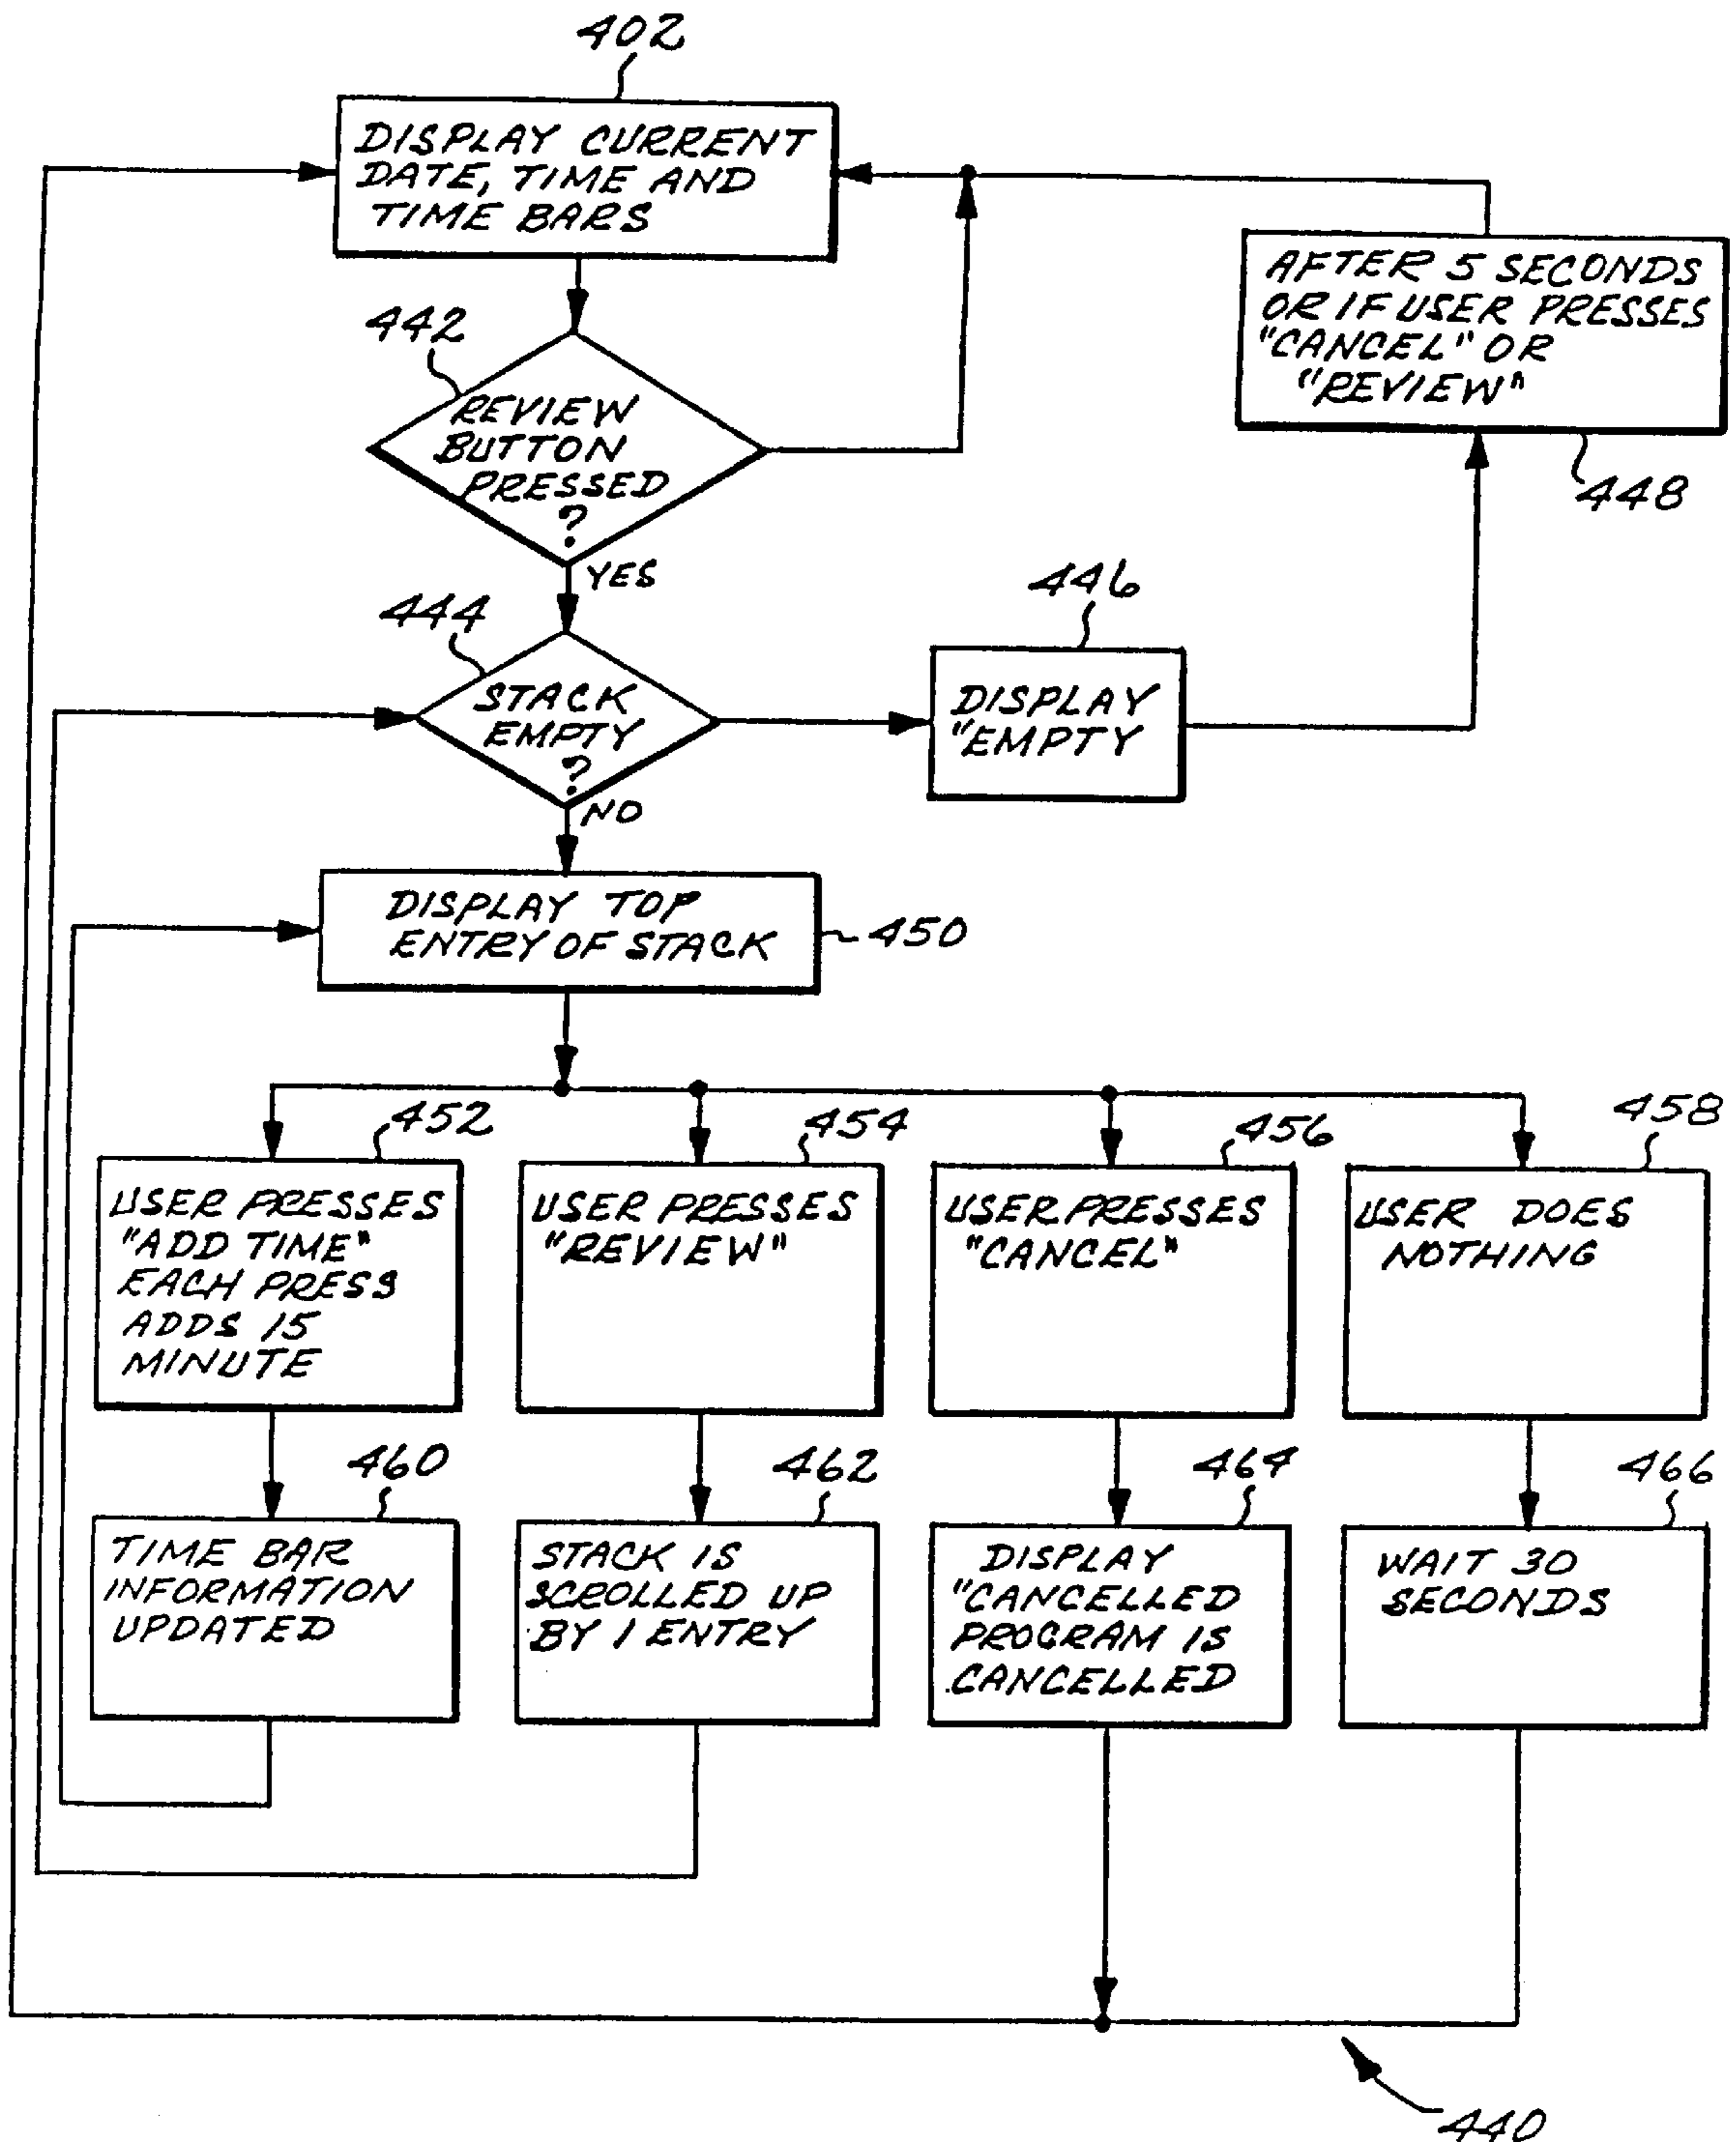 402
DISPLAY CURRENT
DATE, TIME AND
TIME BARS
442
REVIEW
BUTTON
PRESSED
?
YES
AFTER 5 SECONDS
OR IF USER PRESSES
"CANCEL" OR
"REVIEW"
448
444
STACK
EMPTY
?
NO
446
DISPLAY
"EMPTY
DISPLAY TOP
ENTRY OF STACK
450
452
USER PRESSES
"ADD TIME"
EACH PRESS
ADDS 15
MINUTE
454
USER PRESSES
"REVIEW"
456
USER PRESSES
"CANCEL"
458
USER DOES
NOTHING
460
TIME BAR
INFORMATION
UPDATED
462
STACK IS
SCROLLED UP
BY 1 ENTRY
464
DISPLAY
"CANCELLED
PROGRAM IS
CANCELLED
466
WAIT 30
SECONDS
440